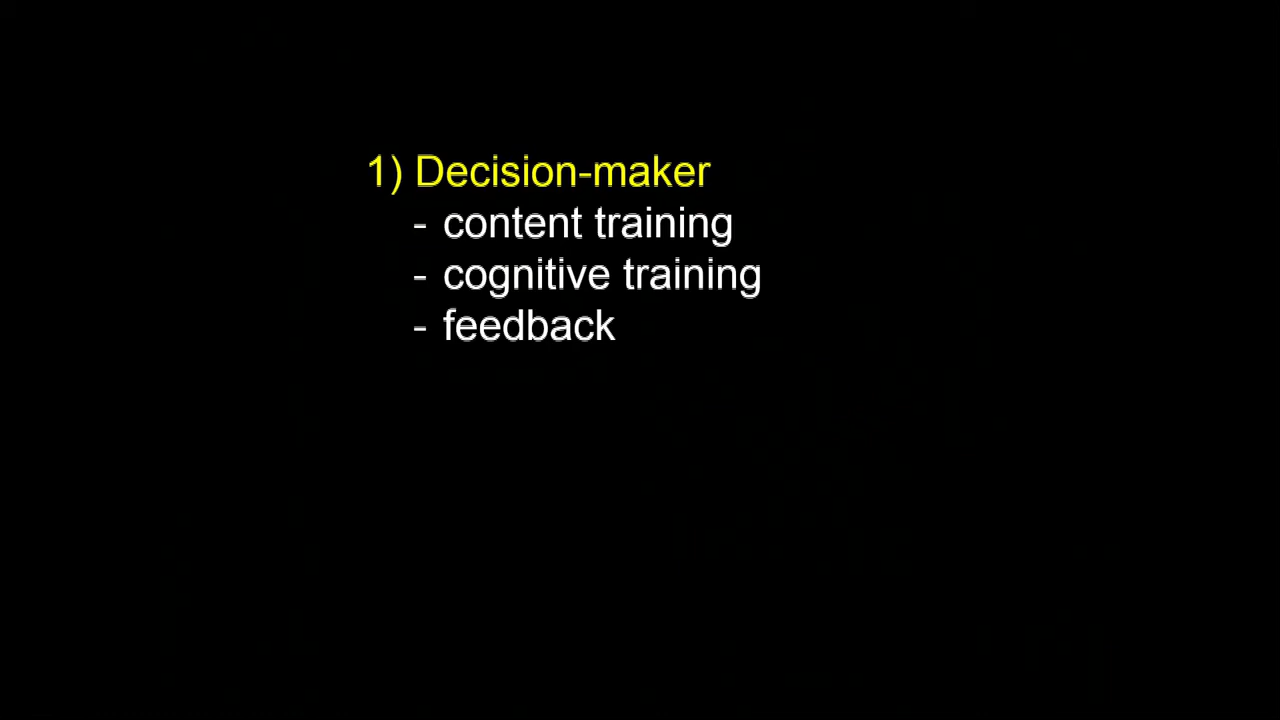 1) Decision-maker
- content training
- cognitive training
- feedback